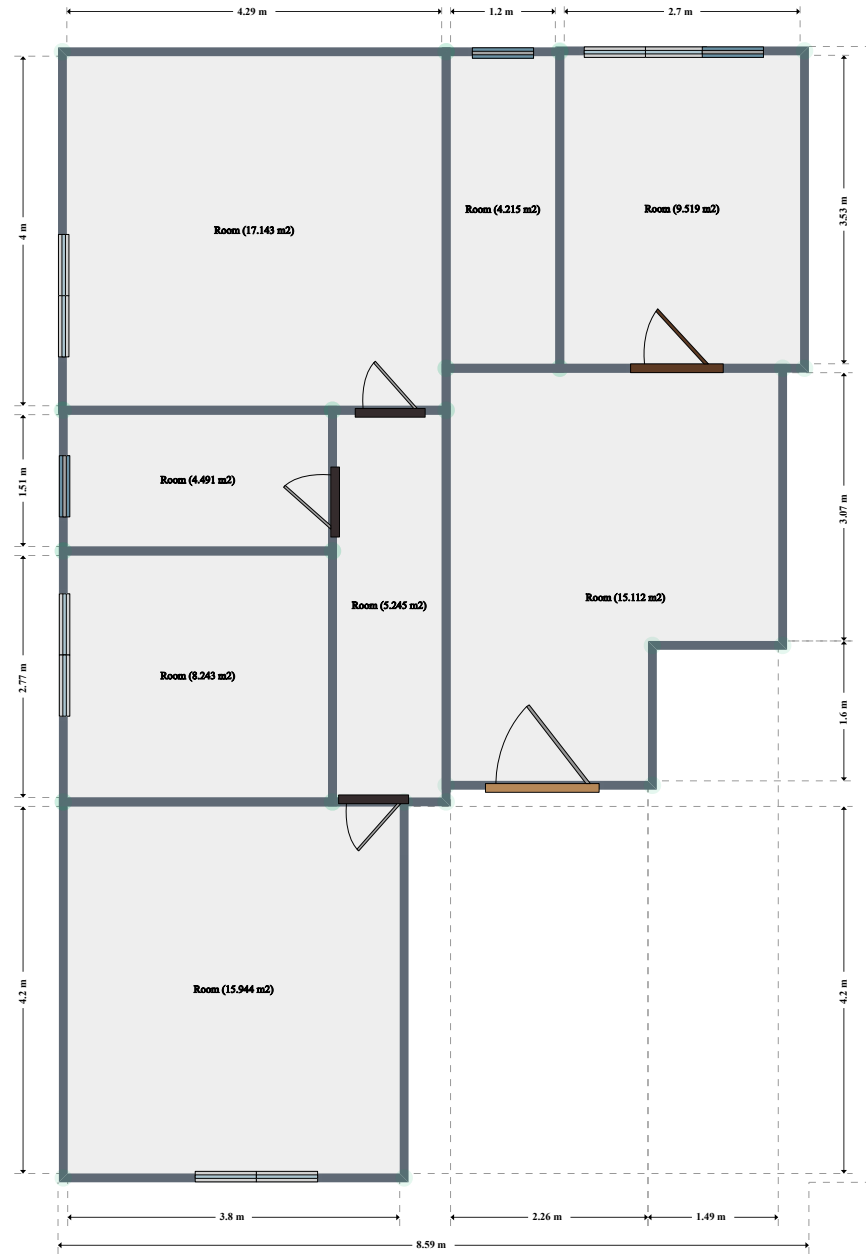 4.29 m
1.2 m
2.7 m
4 m
3.53 m
Room (17.143 m2)
Room (4.215 m2)
Room (9.519 m2)
1.51 m
Room (4.491 m2)
3.07 m
Room (5.245 m2)
Room (15.112 m2)
2.77 m
Room (8.243 m2)
1.6 m
4.2 m
Room (15.944 m2)
4.2 m
3.8 m
2.26 m
1.49 m
8.59 m